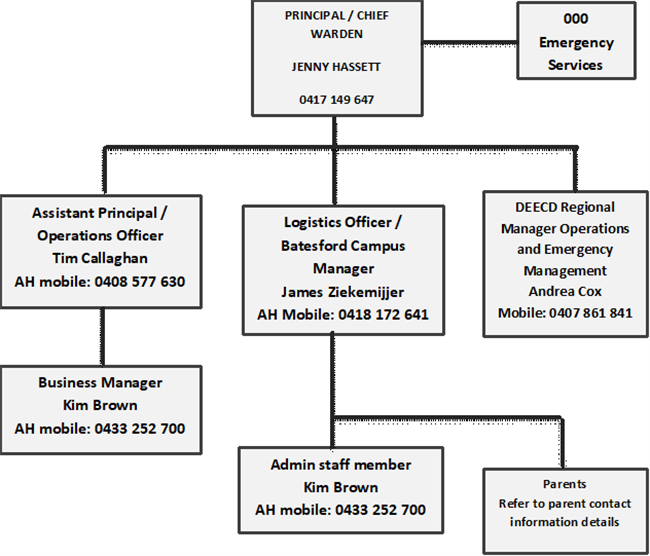 PRINCIPAL / CHIEF
WARDEN
JENNY HASSETT
0417 149 647
000
Emergency
Services
Assistant Principal /
Operations Officer
Tim Callaghan
AH mobile: 0408 577 630
Logistics Officer /
Batesford Campus
Manager
James Ziekemijjer
AH Mobile: 0418 172 641
DEECD Regional
Manager Operations
and Emergency
Management
Andrea Cox
Mobile: 0407 861 841
Business Manager
Kim Brown
AH mobile: 0433 252 700
Admin staff member
Kim Brown
AH mobile: 0433 252 700
Parents
Refer to parent contact
information details